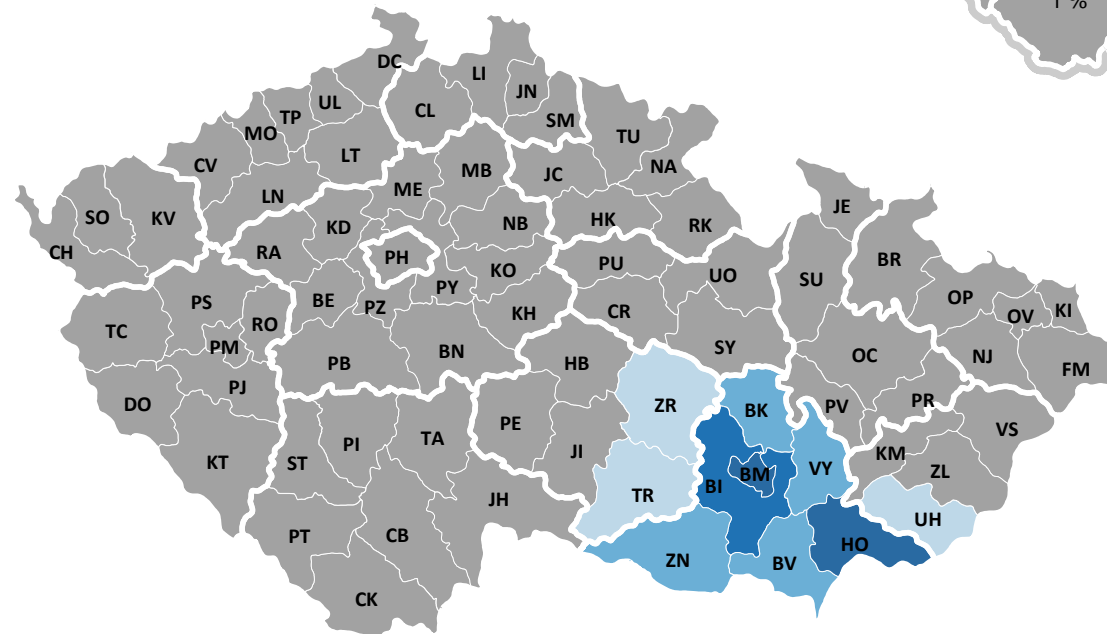 1 %
DC
LI
JN
CL
UL
TP
MO
SM
TU
LT
CV
NA
MB
JC
ME
LN
SO
KV
NB
HK
RK
JE
KD
RA
CH
PH
KO
PU
UO
BR
SU
PY
BE
PZ
PS
OP
OV
KI
KH
CR
RO
TC
PM
BN
PB
SY
OC
NJ
FM
HB
PJ
DO
ZR
BK
PV
PR
VS
PE
TA
PI
JI
KM
ZL
KT
ST
BI
BM
VY
TR
JH
UH
PT
CB
HO
ZN
BV
CK